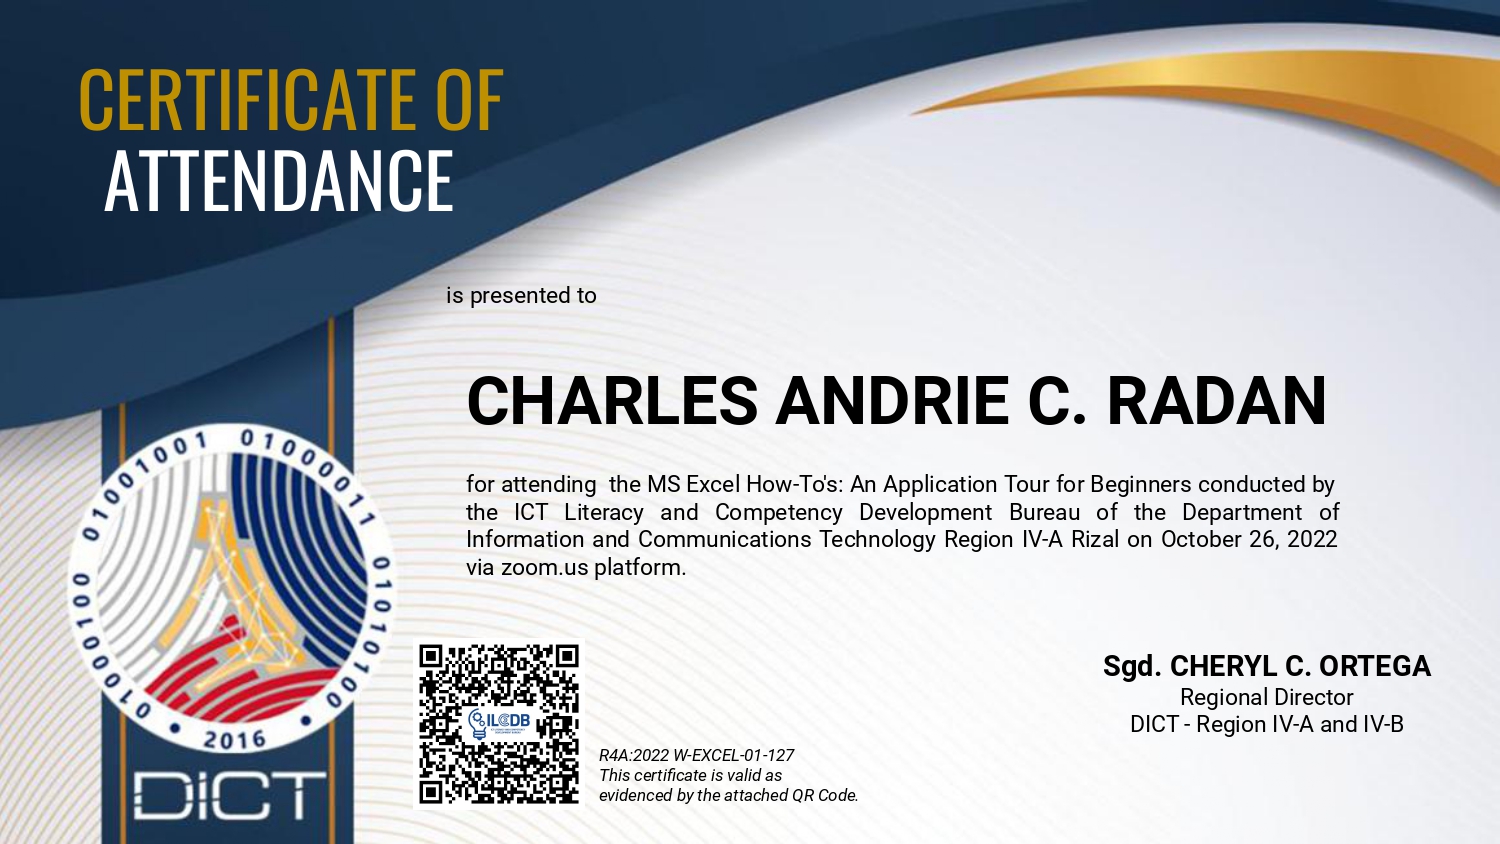 CERTIFICATE OF
ATTENDANCE
is presented to
CHARLES ANDRIE C. RADAN
for attending  the MS Excel How-To's: An Application Tour for Beginners conducted by
the ICT Literacy and Competency Development Bureau of the Department of
Information and Communications Technology Region IV-A Rizal on October 26, 2022
via zoom.us platform.
01001001 01000011 01010100 01000100
• 2016 •
DICT
ILCDB
R4A:2022 W-EXCEL-01-127
This certificate is valid as
evidenced by the attached QR Code.
Sgd. CHERYL C. ORTEGA
Regional Director
DICT - Region IV-A and IV-B